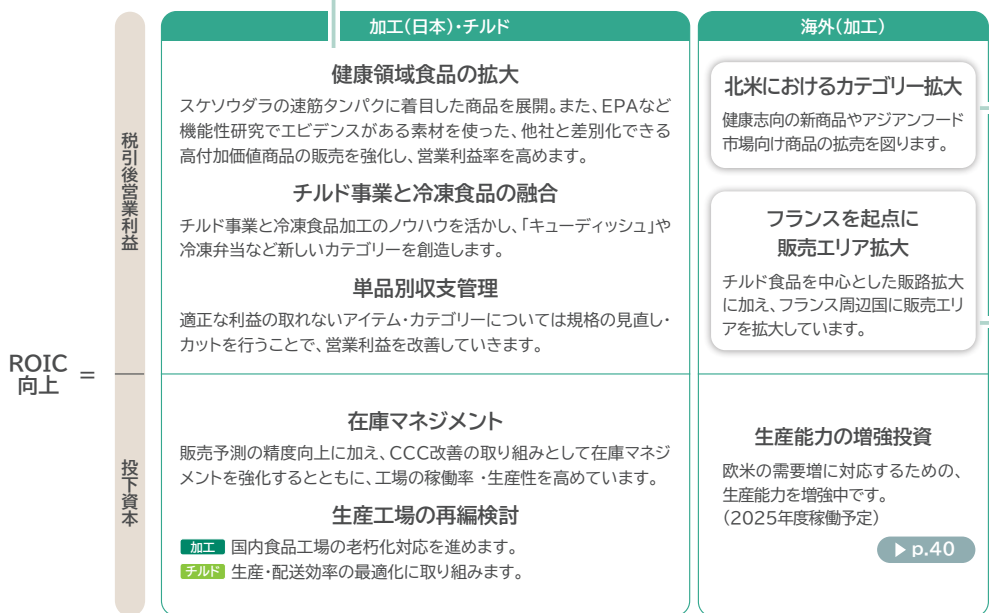 ROIC
向上
=
税引後営業利益
投下資本
加工(日本)・チルド
健康領域食品の拡大
スケソウダラの速筋タンパクに着目した商品を展開。また、EPAなど
機能性研究でエビデンスがある素材を使った、他社と差別化できる
高付加価値商品の販売を強化し、営業利益率を高めます。
チルド事業と冷凍食品の融合
チルド事業と冷凍食品加工のノウハウを活かし、「キューディッシュ」や
冷凍弁当など新しいカテゴリーを創造します。
単品別収支管理
適正な利益の取れないアイテム・カテゴリーについては規格の見直し・
カットを行うことで、営業利益を改善していきます。
在庫マネジメント
販売予測の精度向上に加え、CCC改善の取り組みとして在庫マネジ
メントを強化するとともに、工場の稼働率・生産性を高めています。
生産工場の再編検討
加工 国内食品工場の老朽化対応を進めます。
チルド 生産・配送効率の最適化に取り組みます。
海外(加工)
北米におけるカテゴリー拡大
健康志向の新商品やアジアンフード
市場向け商品の拡売を図ります。
フランスを起点に
販売エリア拡大
チルド食品を中心とした販路拡大
に加え、フランス周辺国に販売エリ
アを拡大しています。
生産能力の増強投資
欧米の需要増に対応するための、
生産能力を増強中です。
(2025年度稼働予定)
▶ p.40